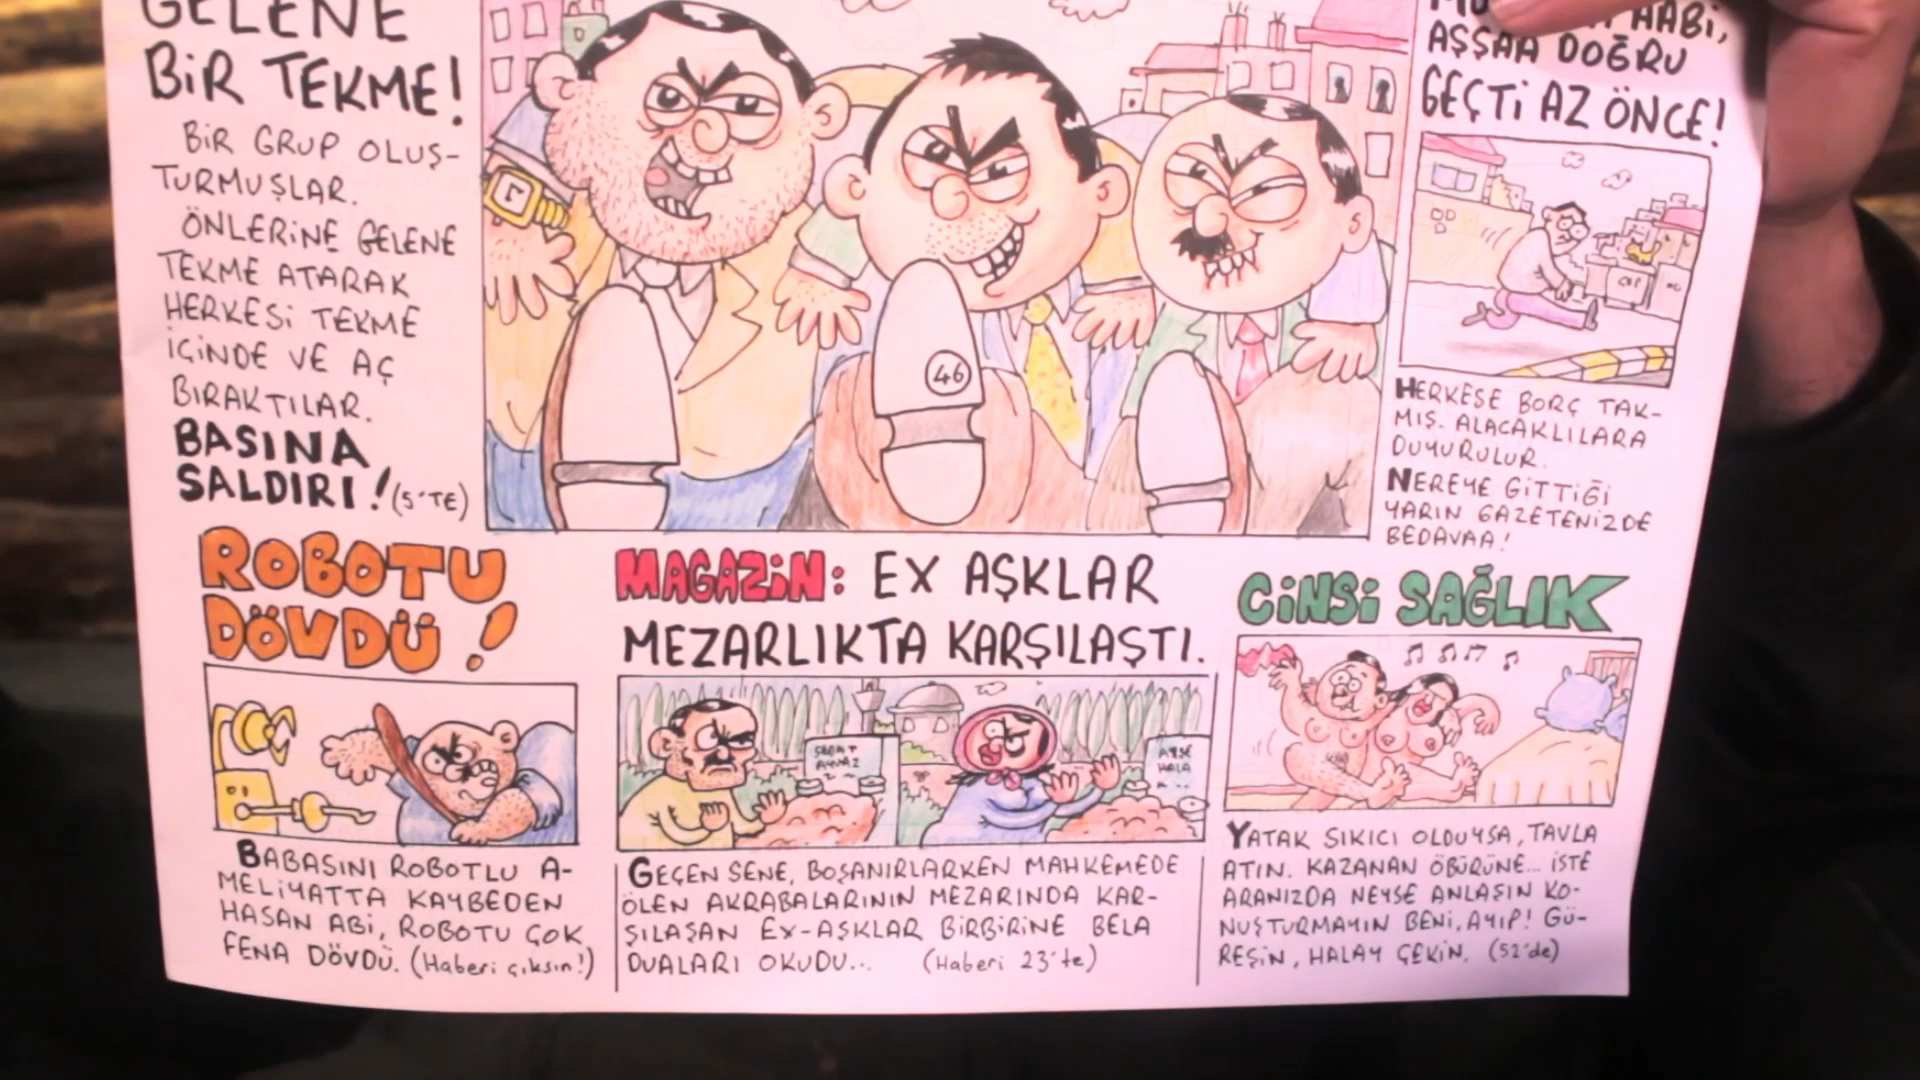 GELENE
BİR TEKME!
BİR GRUP OLUŞ-
TURMUŞLAR.
ÖNLERİNE GELENE
TEKME ATARAK
HERKESİ TEKME
İÇİNDE VE AÇ
BIRAKTILAR.
BASINA
SALDIRI! (5'TE)
46
HABİ,
AŞŞAA DOĞRU
GEÇTİ AZ ÖNCE!
HERKESE BORÇ TAK-
MIŞ. ALACAKLILARA
DUYURULUR.
NEREYE GİTTİĞİ
YARIN GAZETENİZDE
BEDAVAA!
ROBOTU
DÖVDÜ!
BABASINI ROBOTLU A-
MELİYATTA KAYBEDEN
HASAN ABİ, ROBOTU ÇOK
FENA DÖVDÜ. (Haberi çıksın!)
MAGAZİN: EX AŞKLAR
MEZARLIKTA KARŞILAŞTI.
SEDAT
AYNAZ
AYŞE
HALA
GEÇEN SENE, BOŞANIRLARKEN MAHKEMEDE
ÖLEN AKRABALARININ MEZARINDA KAR-
ŞILAŞAN EX-AŞKLAR BİRBİRİNE BELA
DUALARI OKUDU... (Haberi 23'te)
CİNSİ SAĞLIK
YATAK SIKICI OLDUYSA, TAVLA
ATIN. KAZANAN ÖBÜRÜNE... İŞTE
ARANIZDA NEYSE ANLAŞIN KO-
NUŞTURMAYIN BENİ, AYIP! GÜ-
REŞİN, HALAY ÇEKİN. (52'de)